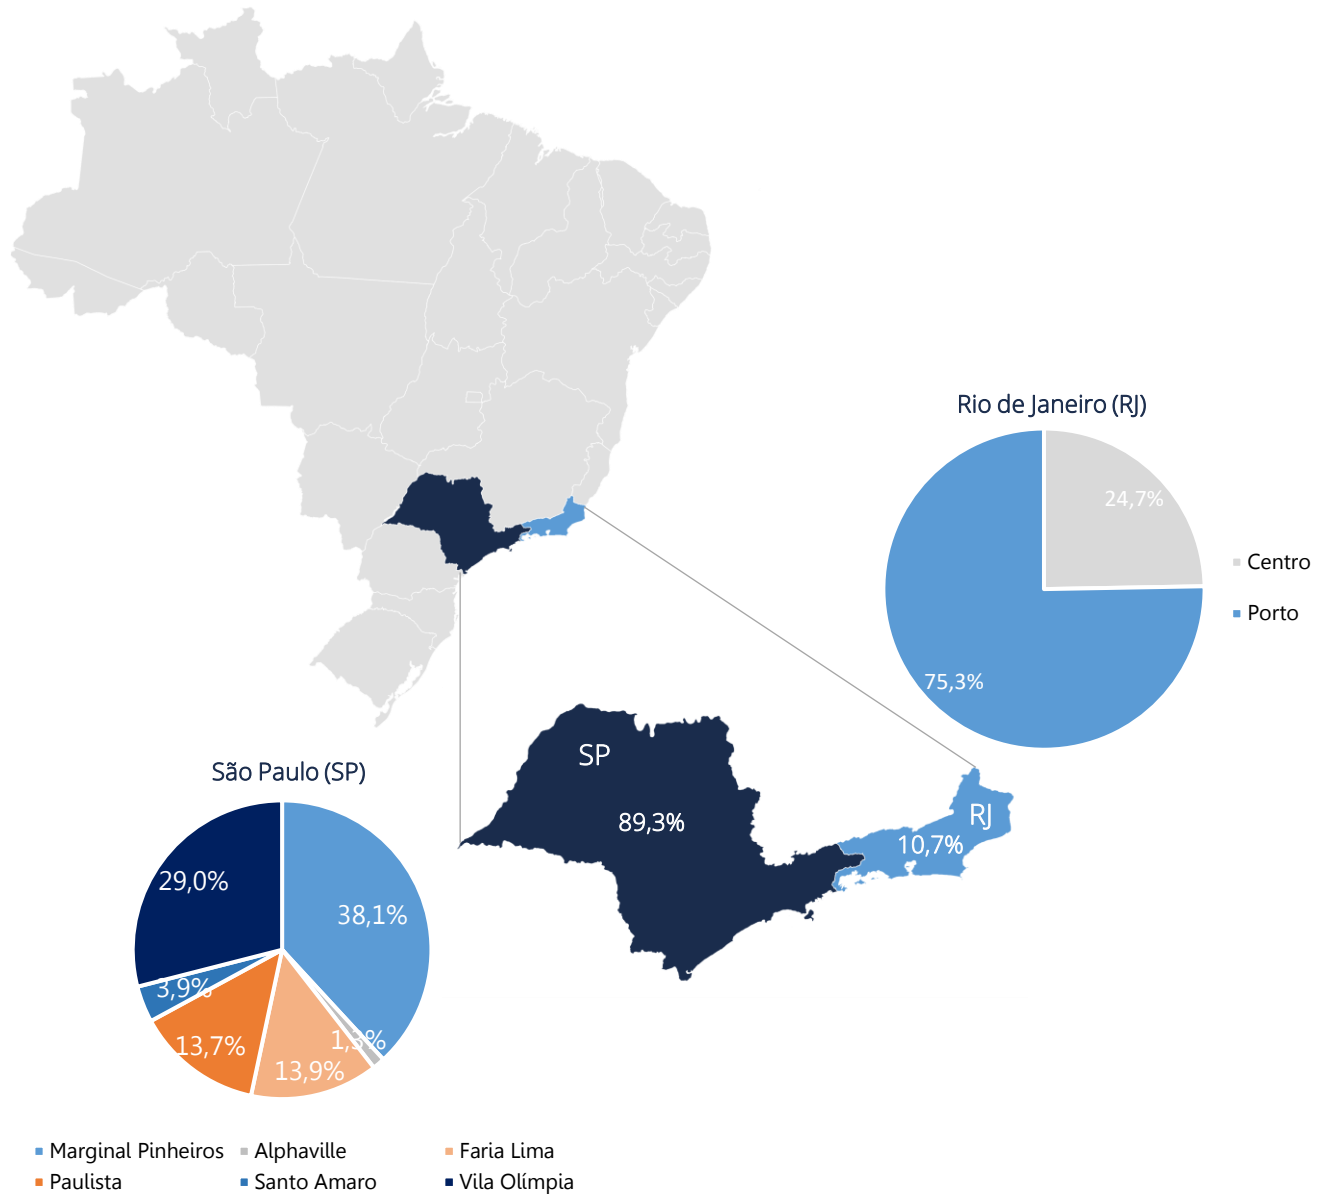 Rio de Janeiro (RJ)
24,7%
75,3%
Centro
Porto
SP
89,3%
RJ
10,7%
São Paulo (SP)
29,0%
38,1%
3,9%
13,7%
13,9%
Marginal Pinheiros Alphaville Faria Lima
Paulista Santo Amaro Vila Olímpia